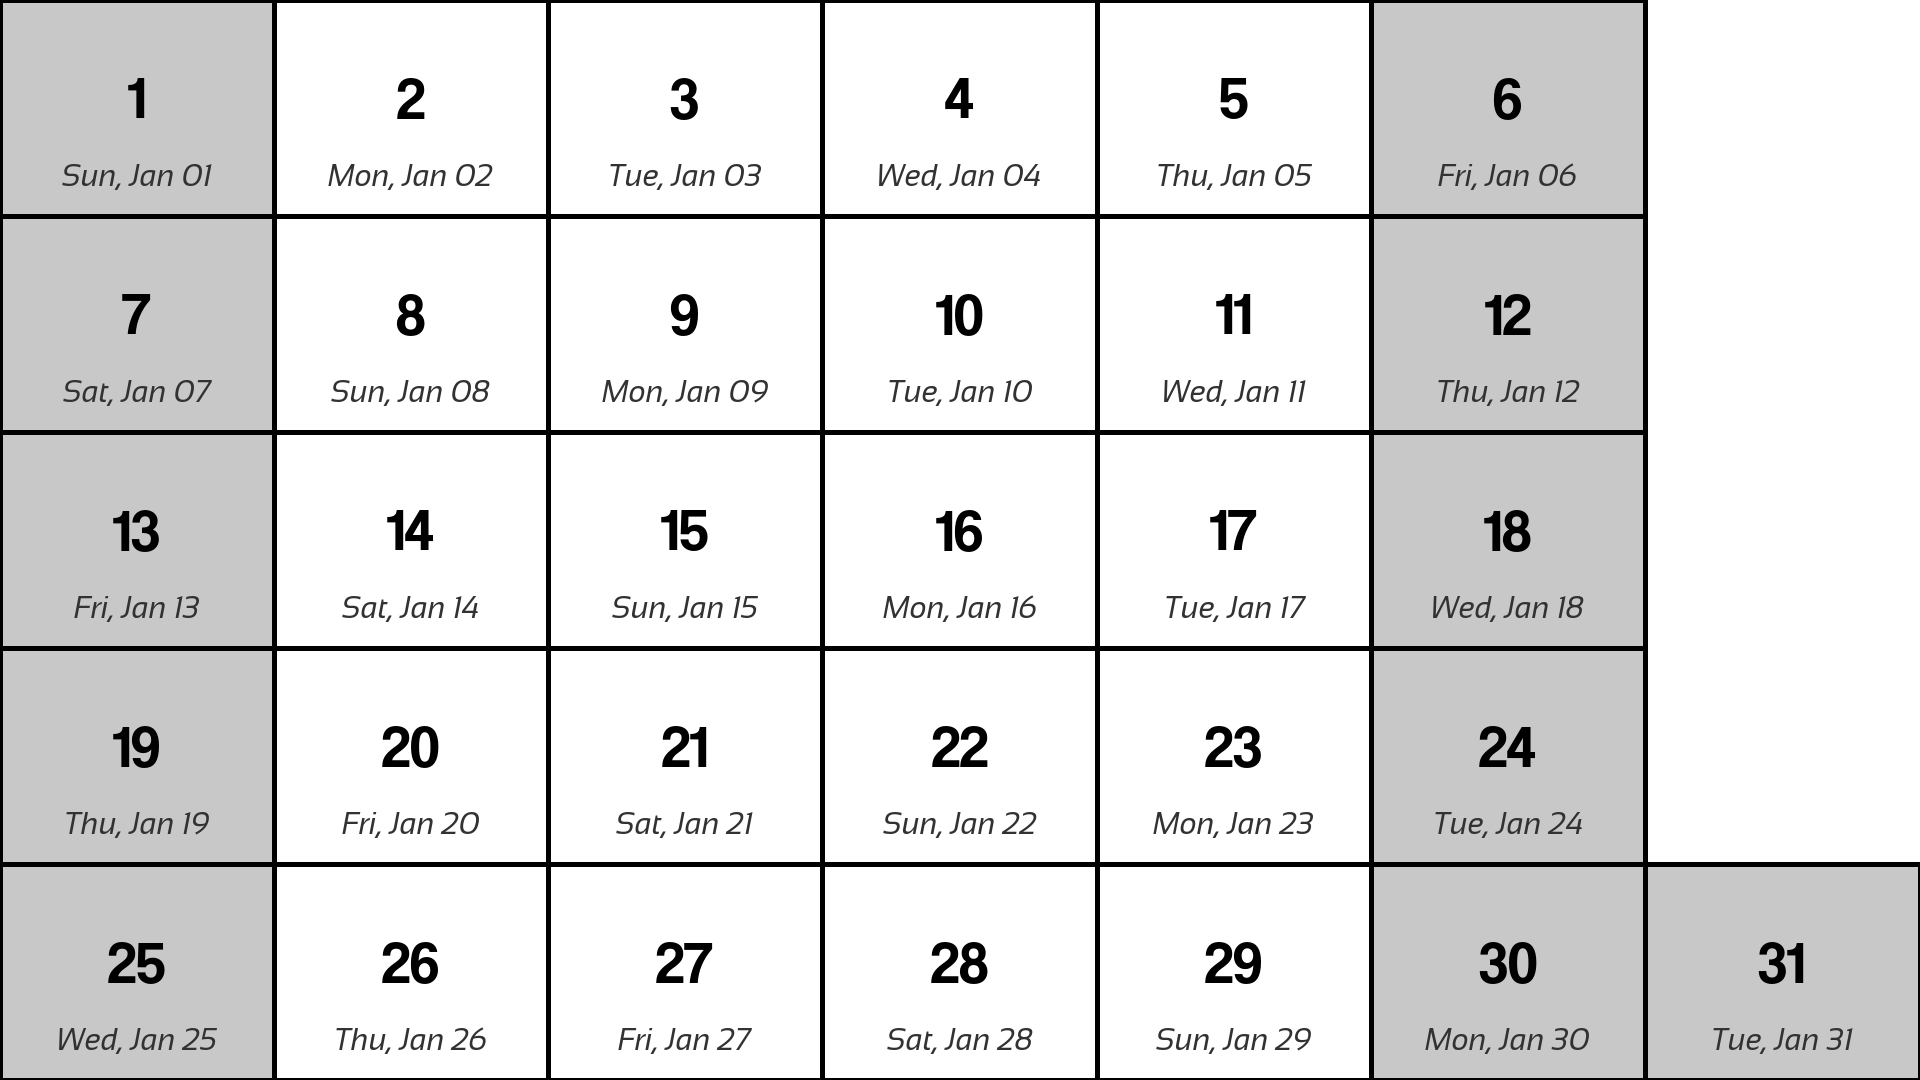 1 2 3 4 5 6
Sun, Jan 01 Mon, Jan 02 Tue, Jan 03 Wed, Jan 04 Thu, Jan 05 Fri, Jan 06
7 8 9 10 11 12
Sat, Jan 07 Sun, Jan 08 Mon, Jan 09 Tue, Jan 10 Wed, Jan 11 Thu, Jan 12
13 14 15 16 17 18
Fri, Jan 13 Sat, Jan 14 Sun, Jan 15 Mon, Jan 16 Tue, Jan 17 Wed, Jan 18
19 20 21 22 23 24
Thu, Jan 19 Fri, Jan 20 Sat, Jan 21 Sun, Jan 22 Mon, Jan 23 Tue, Jan 24
25 26 27 28 29 30 31
Wed, Jan 25 Thu, Jan 26 Fri, Jan 27 Sat, Jan 28 Sun, Jan 29 Mon, Jan 30 Tue, Jan 31